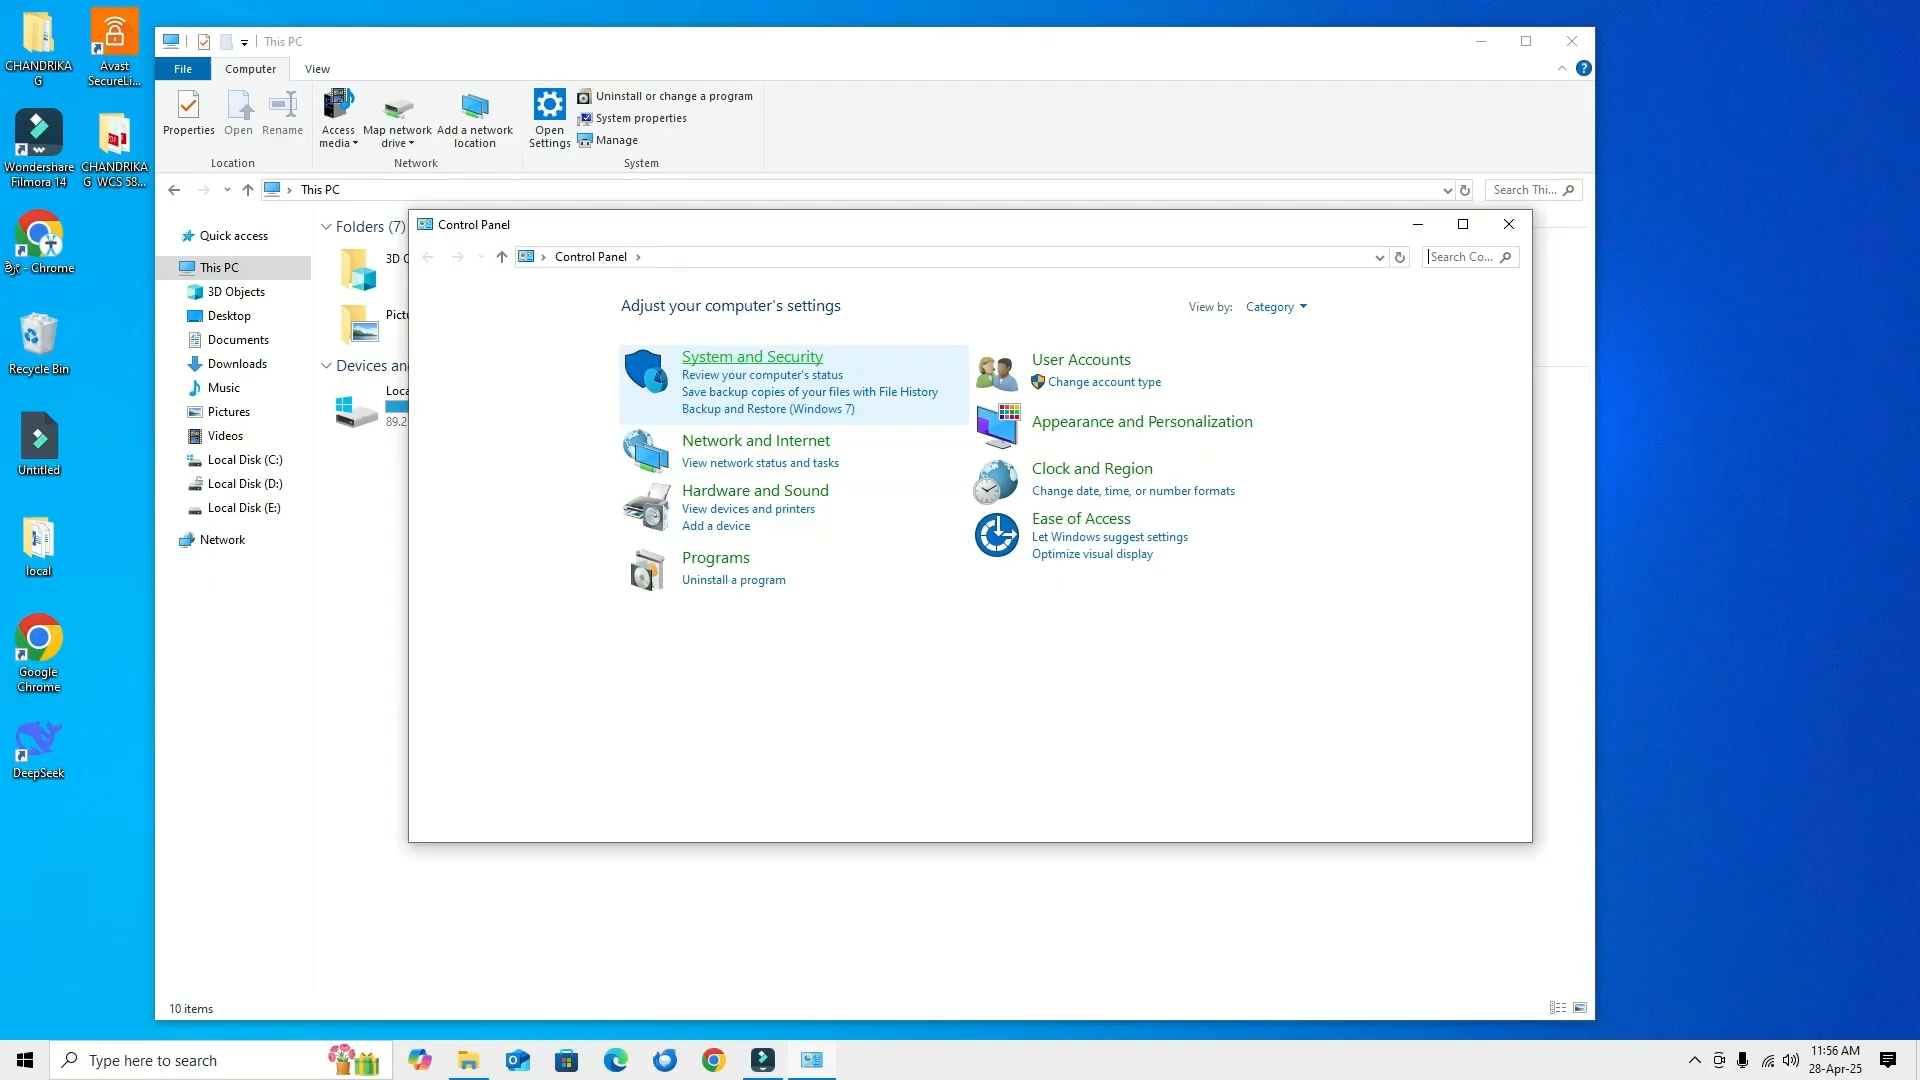 CHANDRIKA
G
Avast
SecureLi...
Wondershare
Filmora 14
CHANDRIKA
G WCS 58...
- Chrome
Recycle Bin
Untitled
local
Google
Chrome
DeepSeek
This PC
File
Computer
View
Properties
Open
Rename
Access
media
Map network
drive
Add a network
location
Open
Settings
Uninstall or change a program
System properties
Manage
Location
Network
System
This PC
Search Thi...
Quick access
This PC
3D Objects
Desktop
Documents
Downloads
Music
Pictures
Videos
Local Disk (C:)
Local Disk (D:)
Local Disk (E:)
Network
Folders (7)
3D
Devices
89.2
10 items
Control Panel
Control Panel
Search Co...
Adjust your computer's settings
View by: Category
System and Security
Review your computer's status
Save backup copies of your files with File History
Backup and Restore (Windows 7)
Network and Internet
View network status and tasks
Hardware and Sound
View devices and printers
Add a device
Programs
Uninstall a program
User Accounts
Change account type
Appearance and Personalization
Clock and Region
Change date, time, or number formats
Ease of Access
Let Windows suggest settings
Optimize visual display
Type here to search
11:56 AM
28-Apr-25